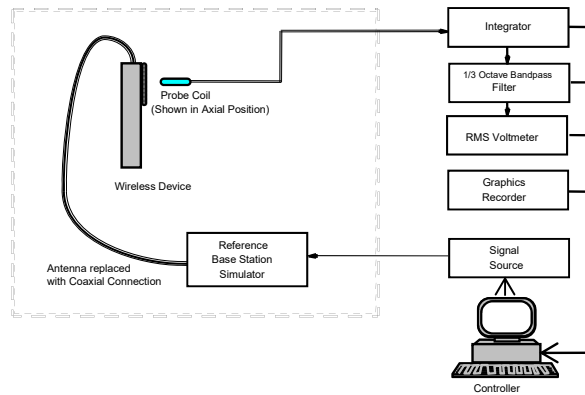 Integrator
1/3 Octave Bandpass
Filter
RMS Voltmeter
Graphics
Recorder
Probe Coil
(Shown in Axial Position)
Wireless Device
Reference
Base Station
Simulator
Antenna replaced
with Coaxial Connection
Signal
Source
Controller